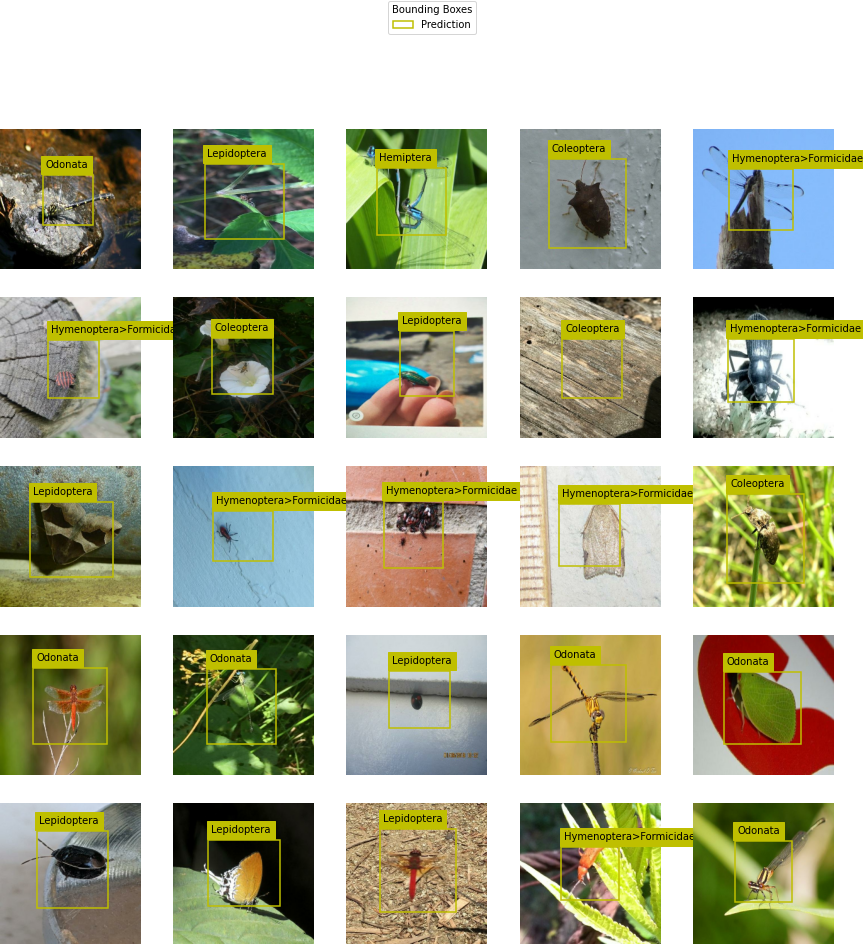 Bounding Boxes
Prediction
Odonata
Lepidoptera
Hemiptera
Coleoptera
Hymenoptera>Formicidae
Hymenoptera>Formicida
Coleoptera
Lepidoptera
Coleoptera
Hymenoptera>Formicidae
Lepidoptera
Hymenoptera>Formicidae
Hymenoptera>Formicidae
Hymenoptera>Formicidae
Coleoptera
Odonata
Odonata
Lepidoptera
Odonata
Odonata
Lepidoptera
Lepidoptera
Lepidoptera
Hymenoptera>Formicidae
Odonata